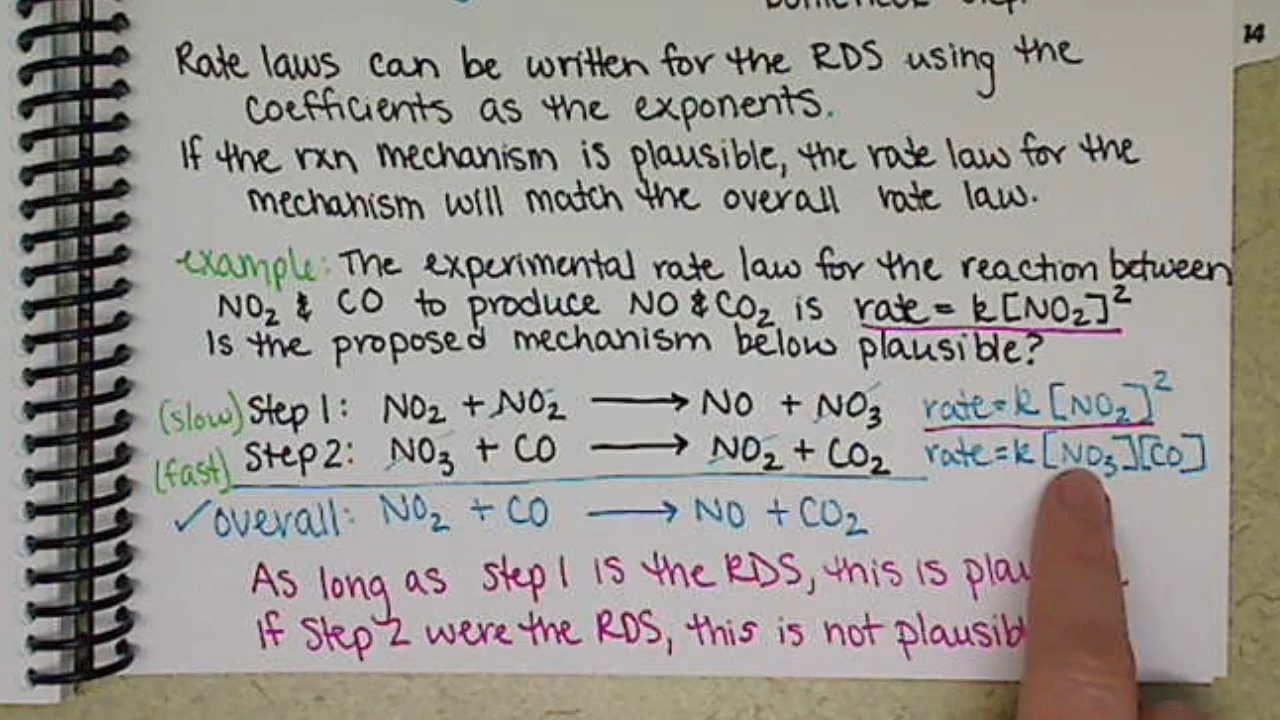 14
Rate laws can be written for the RDS using the
coefficients as the exponents.
If the rxn mechanism is plausible, the rate law for the
mechanism will match the overall rate law.
example: The experimental rate law for the reaction between
NO₂ & CO to produce NO & CO₂ is rate = k[NO₂]²
Is the proposed mechanism below plausible?
(slow) Step 1: NO₂ + NO₂ ⟶ NO + NO₃ rate = k[NO₂]²
(fast) Step 2: NO₃ + CO ⟶ NO₂ + CO₂ rate = k[NO₃][CO]
✓overall: NO₂ + CO ⟶ NO + CO₂
As long as step 1 is the RDS, this is
If Step 2 were the RDS, this is not